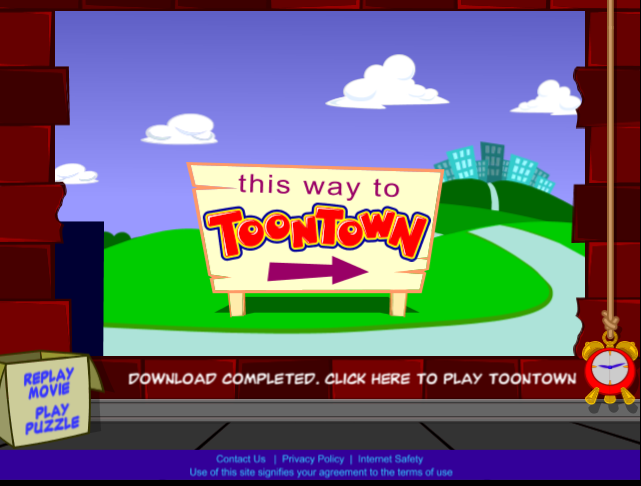 this way to
TOONTOWN
DOWNLOAD COMPLETED. CLICK HERE TO PLAY TOONTOWN
REPLAY
MOVIE
PLAY
PUZZLE
Contact Us | Privacy Policy | Internet Safety
Use of this site signifies your agreement to the terms of use